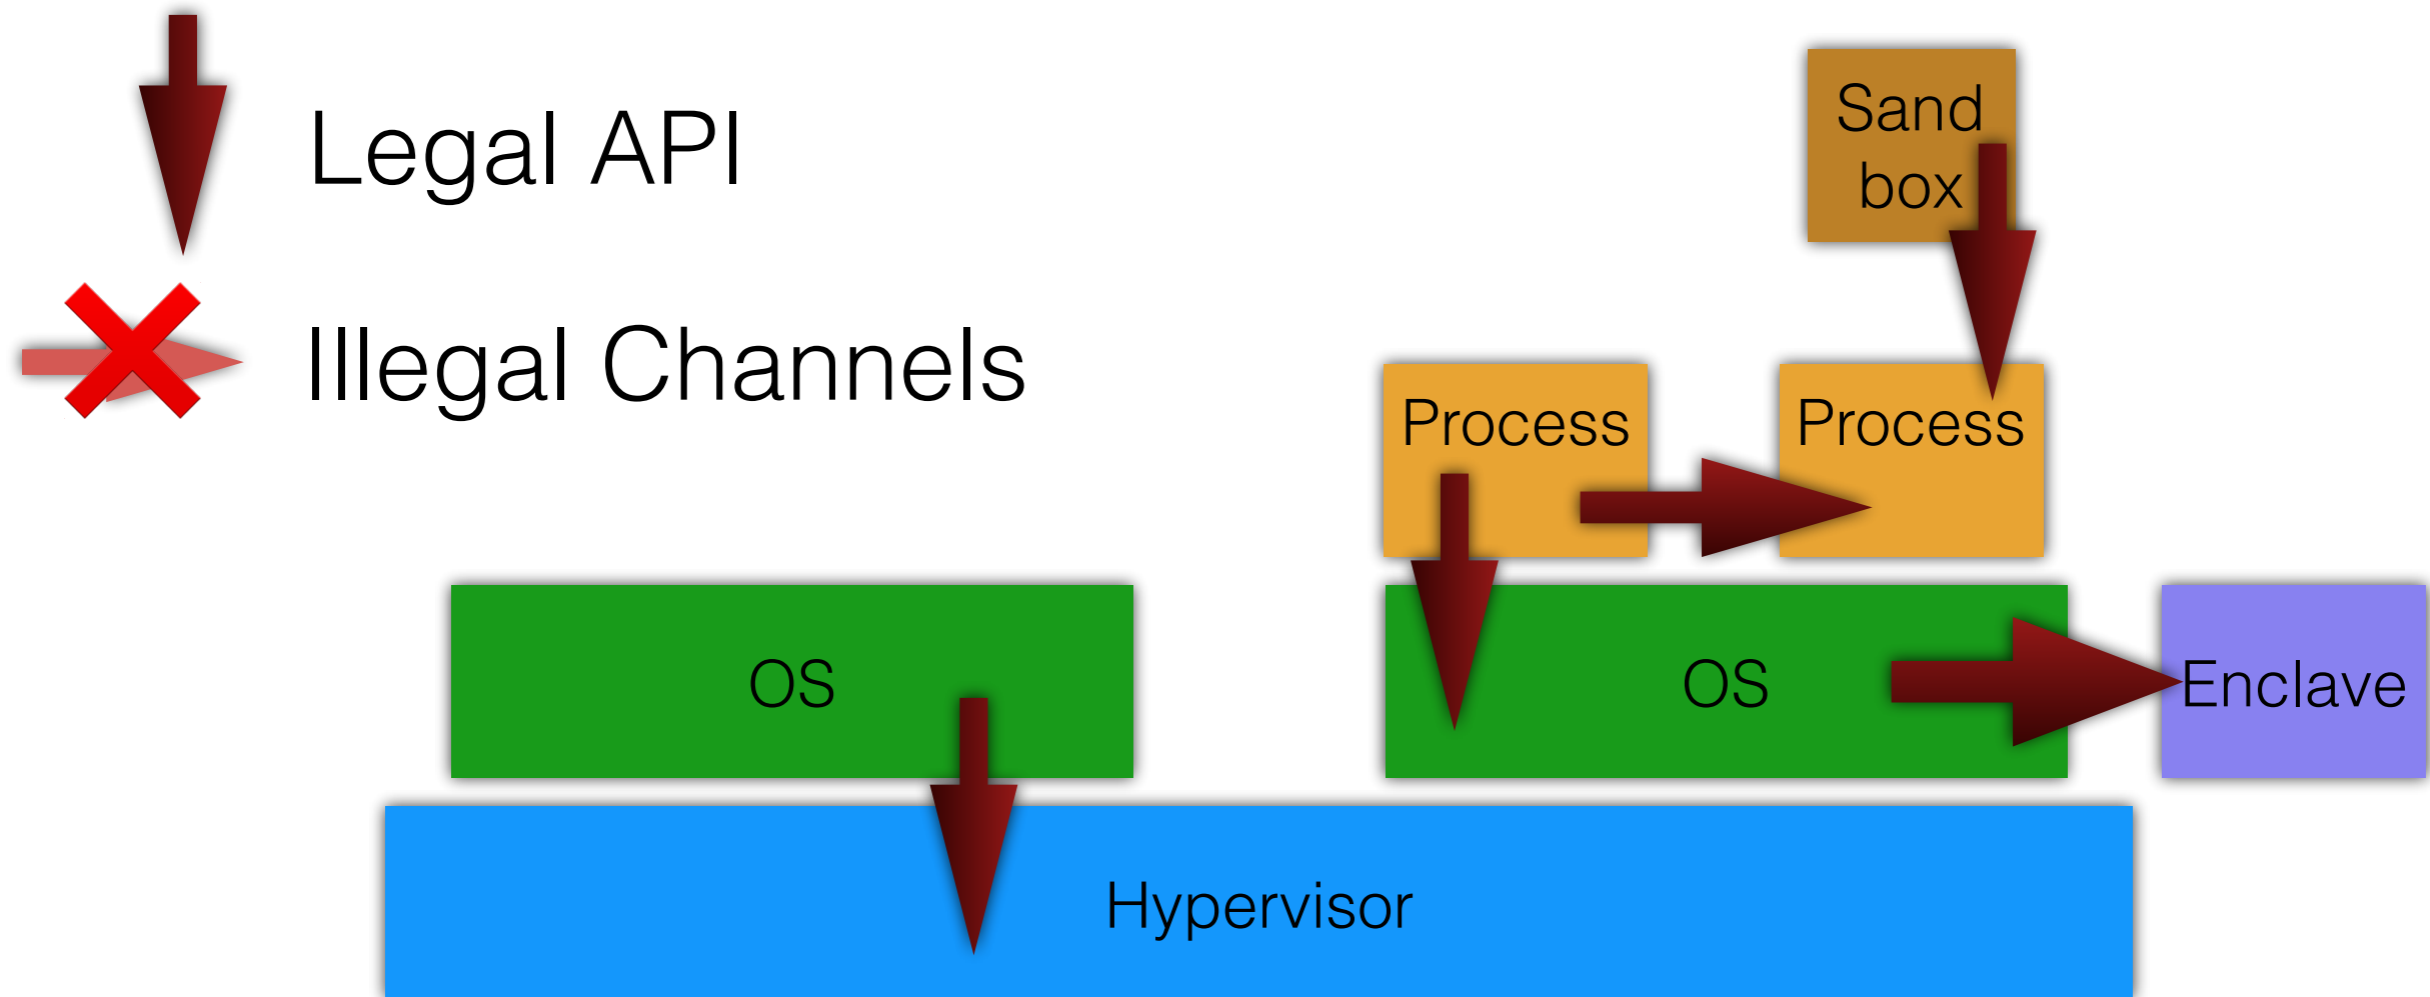 Legal API
Illegal Channels
Sand
box
Process
Process
OS
OS
Enclave
Hypervisor